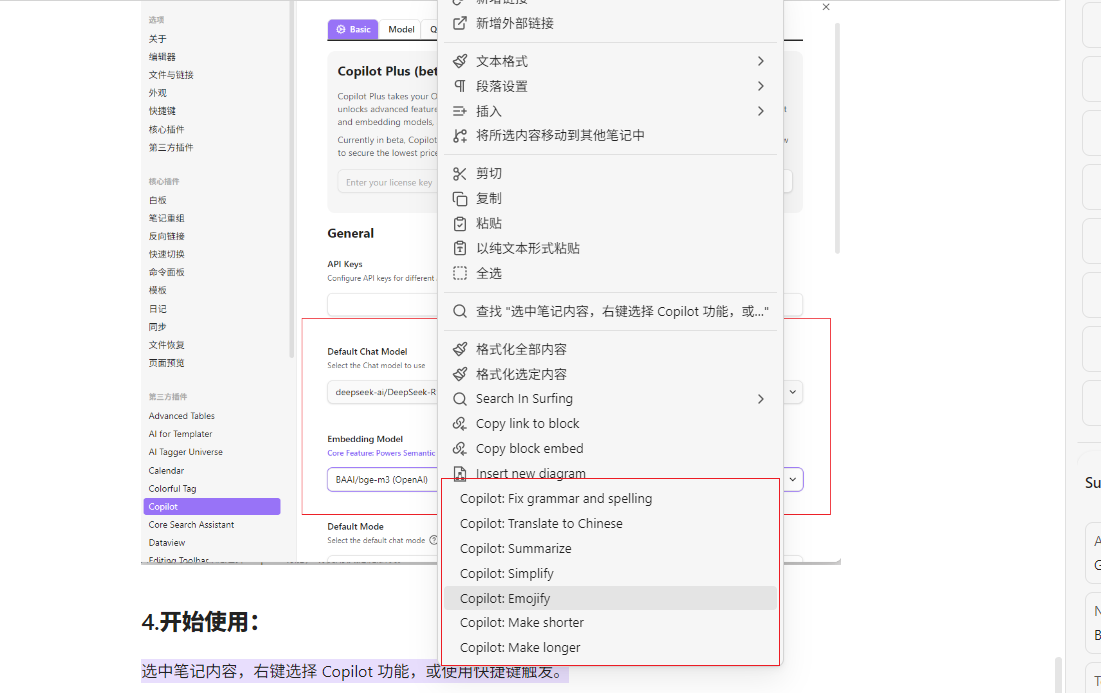 选项
关于
编辑器
文件与链接
外观
快捷键
核心插件
第三方插件
核心插件
白板
笔记重组
反向链接
快速切换
命令面板
模板
日记
同步
文件恢复
页面预览
第三方插件
Advanced Tables
AI for Templater
AI Tagger Universe
Calendar
Colorful Tag
Copilot
Core Search Assistant
Dataview
Editing Toolbar
Basic
Model
Copilot Plus (bet
Copilot Plus takes your O
unlocks advanced feature
and embedding models,
Currently in beta, Copilot
to secure the lowest price
Enter your license key
General
API Keys
Configure API keys for different
Default Chat Model
Select the Chat model to use
deepseek-ai/DeepSeek-R
Embedding Model
Core Feature: Powers Semantic
BAAI/bge-m3 (OpenAI)
Default Mode
Select the default chat mode
新增外部链接
文本格式
段落设置
插入
将所选内容移动到其他笔记中
剪切
复制
粘贴
以纯文本形式粘贴
全选
查找 "选中笔记内容，右键选择 Copilot 功能，或..."
格式化全部内容
格式化选定内容
Search In Surfing
Copy link to block
Copy block embed
Insert new diagram
Copilot: Fix grammar and spelling
Copilot: Translate to Chinese
Copilot: Summarize
Copilot: Simplify
Copilot: Emojify
Copilot: Make shorter
Copilot: Make longer
4.开始使用：
选中笔记内容，右键选择 Copilot 功能，或使用快捷键触发。
Su